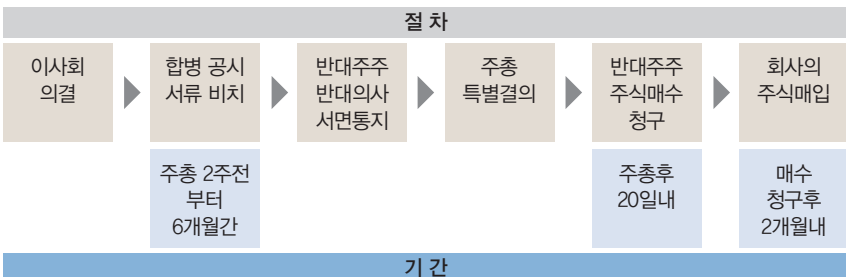 절 차
이사회
의결
합병 공시
서류 비치
반대주주
반대의사
서면통지
주총
특별결의
반대주주
주식매수
청구
회사의
주식매입
주총 2주전
부터
6개월간
주총후
20일내
매수
청구후
2개월내
기 간